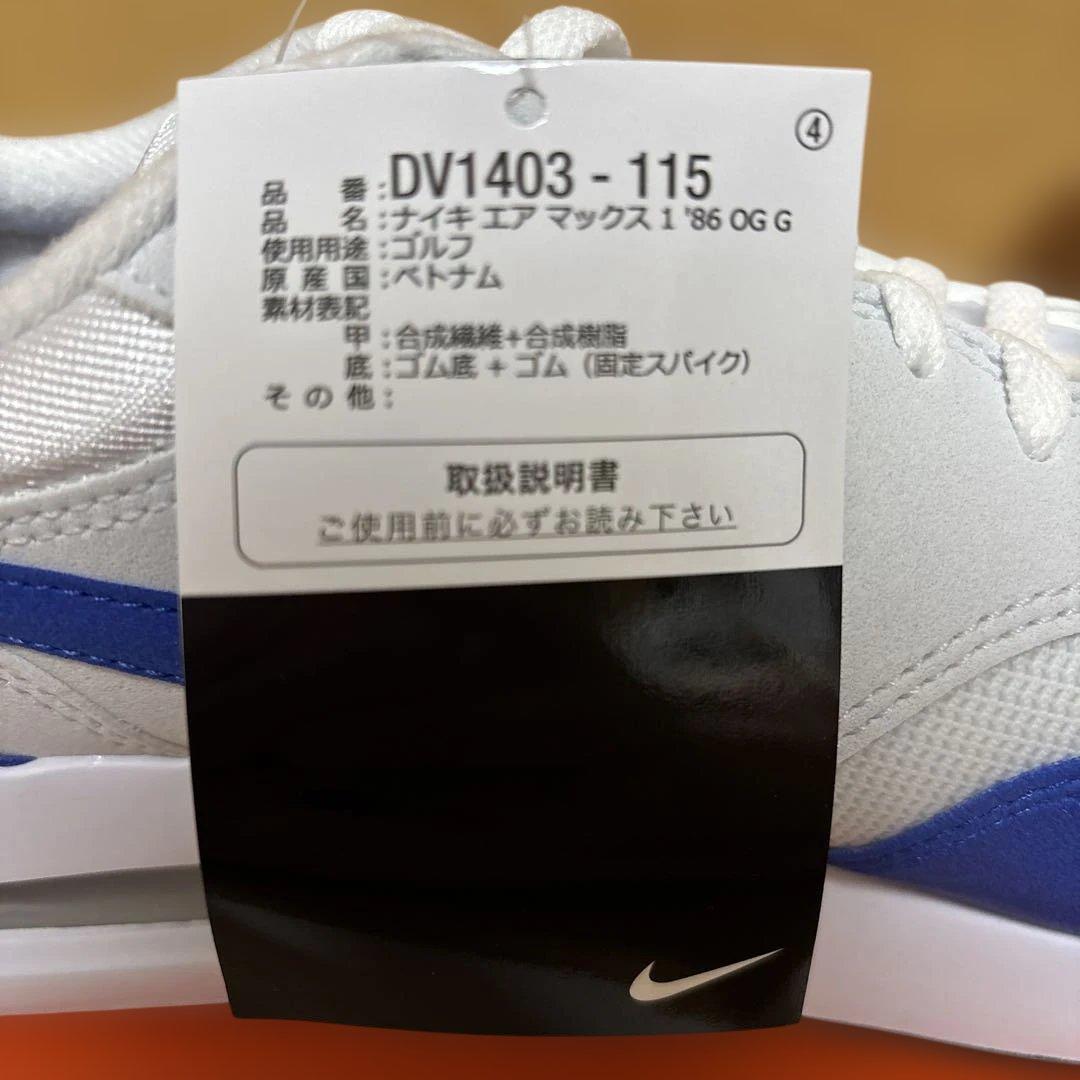 ④
品 番:DV1403 - 115
品 名:ナイキ エア マックス 1 '86 OG G
使用用途:ゴルフ
原産国:ベトナム
素材表記
甲:合成繊維+合成樹脂
底:ゴム底 + ゴム (固定スパイク)
その他:
取扱説明書
ご使用前に必ずお読み下さい